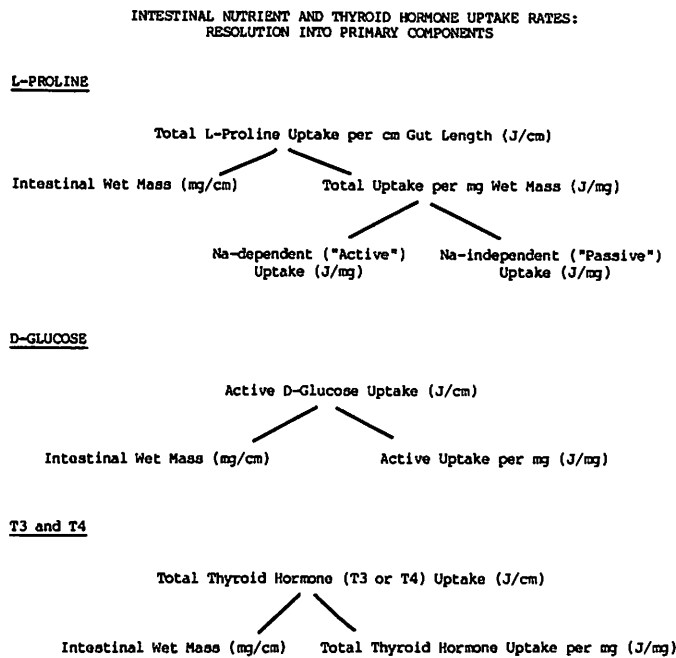 INTESTINAL NUTRIENT AND THYROID HORMONE UPTAKE RATES:
RESOLUTION INTO PRIMARY COMPONENTS
L-PROLINE
Total L-Proline Uptake per cm Gut Length (J/cm)
Intestinal Wet Mass (mg/cm) Total Uptake per mg Wet Mass (J/mg)
Na-dependent ("Active") Na-independent ("Passive")
Uptake (J/mg) Uptake (J/mg)
D-GLUCOSE
Active D-Glucose Uptake (J/cm)
Intestinal Wet Mass (mg/cm) Active Uptake per mg (J/mg)
T3 and T4
Total Thyroid Hormone (T3 or T4) Uptake (J/cm)
Intestinal Wet Mass (mg/cm) Total Thyroid Hormone Uptake per mg (J/mg)